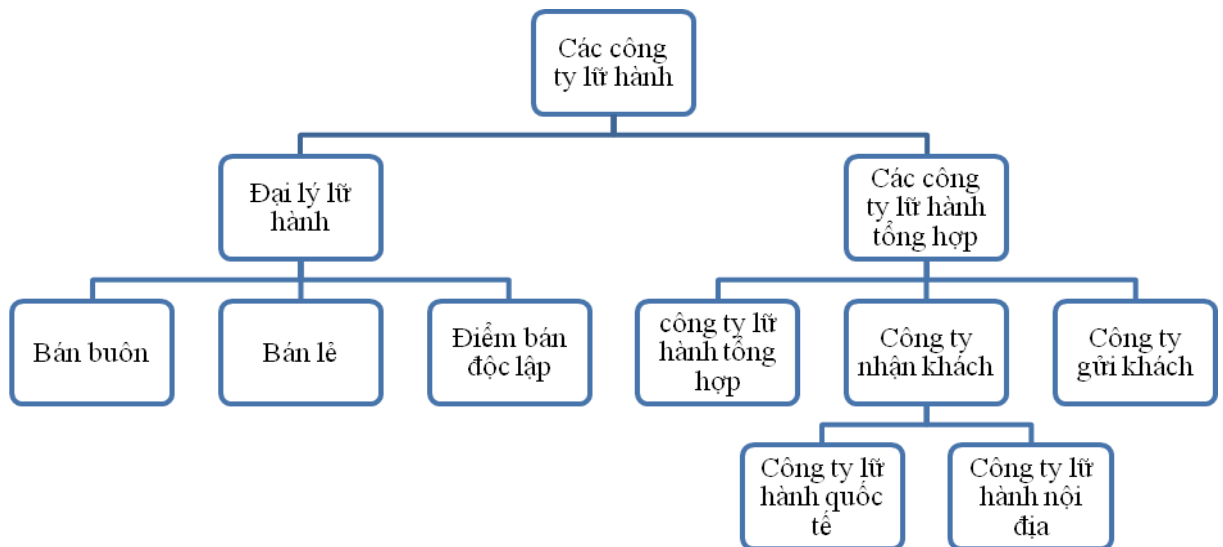 Các công
ty lữ hành
Đại lý lữ
hành
Các công
ty lữ hành
tổng hợp
Bán buôn
Bán lẻ
Điểm bán
độc lập
công ty lữ
hành tổng
hợp
Công ty
nhận khách
Công ty
gửi khách
Công ty lữ
hành quốc
tế
Công ty lữ
hành nội
địa